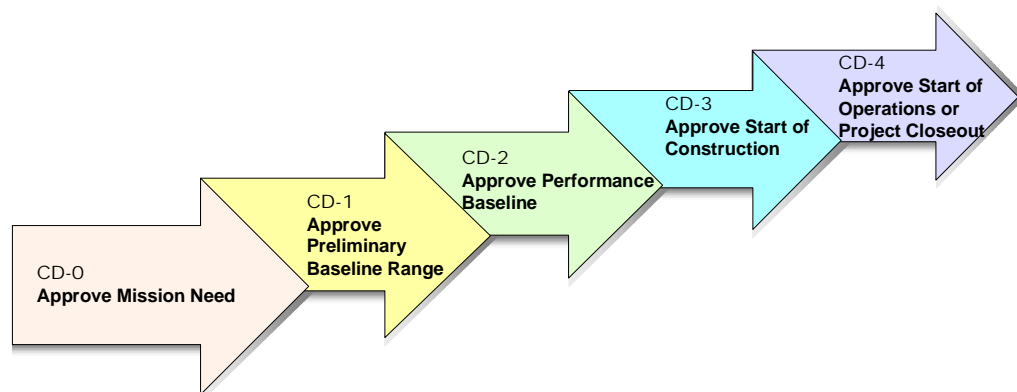 CD-0
Approve Mission Need
CD-1
Approve
Preliminary
Baseline Range
CD-2
Approve Performance
Baseline
CD-3
Approve Start of
Construction
CD-4
Approve Start of
Operations or
Project Closeout